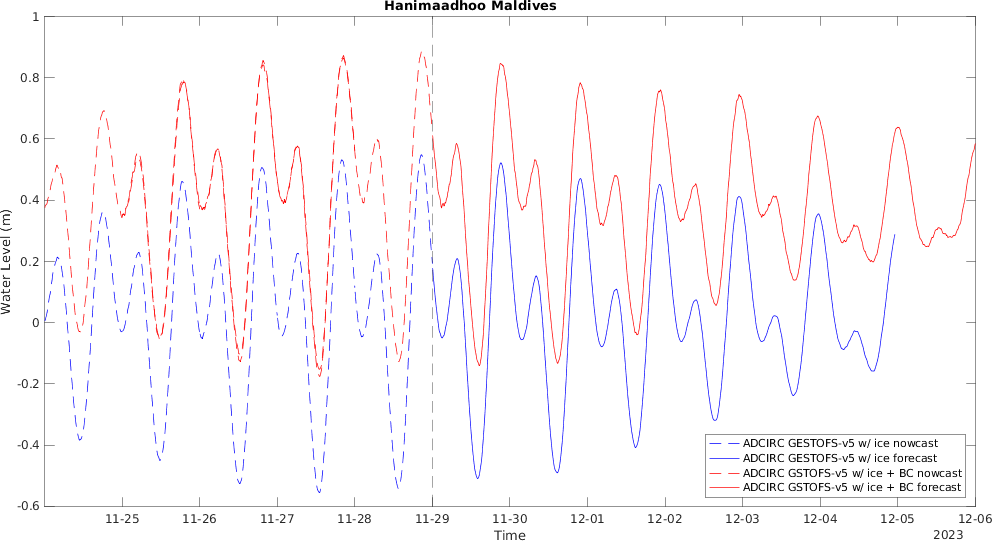 Hanimaadhoo Maldives
1
0.8
0.6
0.4
0.2
0
-0.2
-0.4
-0.6
Water Level (m)
ADCIRC GESTOFS-v5 w/ ice nowcast
ADCIRC GESTOFS-v5 w/ ice forecast
ADCIRC GSTOFS-v5 w/ ice + BC nowcast
ADCIRC GSTOFS-v5 w/ ice + BC forecast
11-25 11-26 11-27 11-28 11-29 11-30 12-01 12-02 12-03 12-04 12-05 12-06
Time
2023